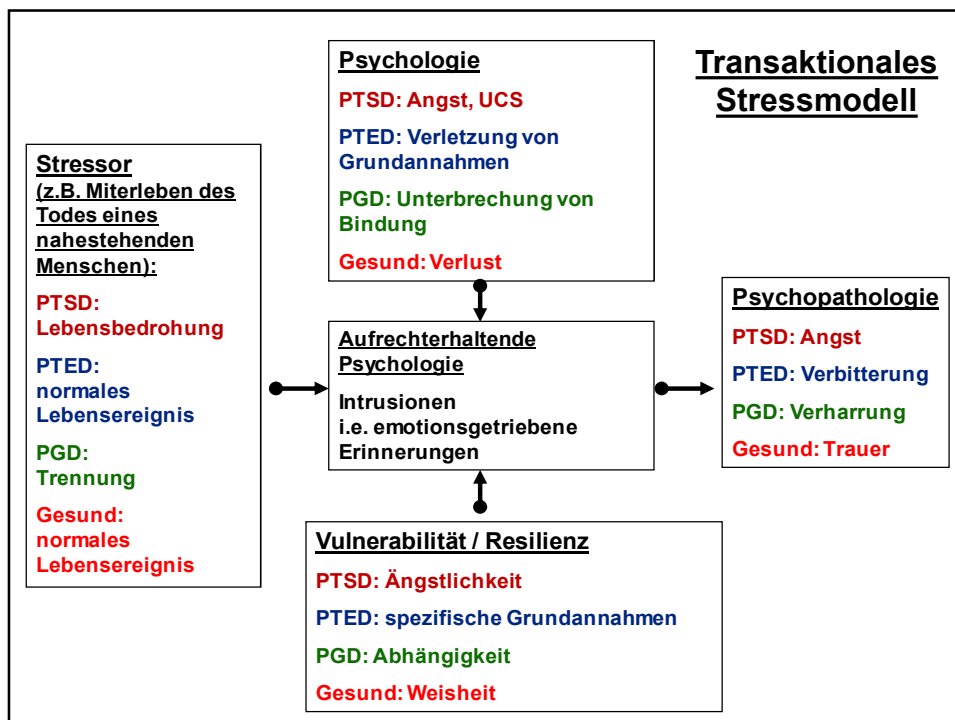 Transaktionales
Stressmodell
Stressor
(z.B. Miterleben des
Todes eines
nahestehenden
Menschen):
PTSD:
Lebensbedrohung
PTED:
normales
Lebensereignis
PGD:
Trennung
Gesund:
normales
Lebensereignis
Psychologie
PTSD: Angst, UCS
PTED: Verletzung von
Grundannahmen
PGD: Unterbrechung von
Bindung
Gesund: Verlust
Aufrechterhaltende
Psychologie
Intrusionen
i.e. emotionsgetriebene
Erinnerungen
Vulnerabilität / Resilienz
PTSD: Ängstlichkeit
PTED: spezifische Grundannahmen
PGD: Abhängigkeit
Gesund: Weisheit
Psychopathologie
PTSD: Angst
PTED: Verbitterung
PGD: Verharrung
Gesund: Trauer